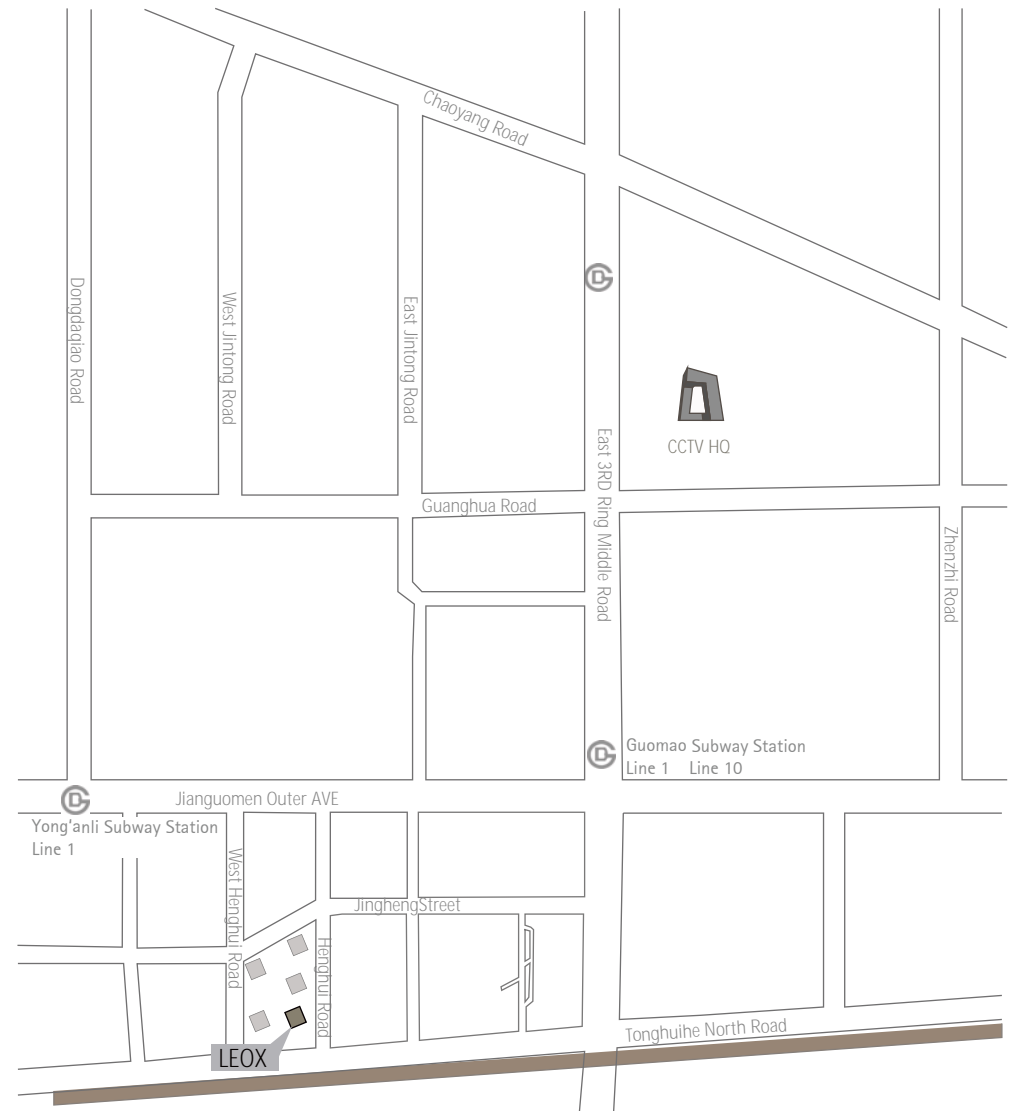 Chaoyang Road
Dongdaqiao Road
West Jintong Road
East Jintong Road
CCTV HQ
East 3RD Ring Middle Road
Guanghua Road
Zhenzhi Road
Guomao Subway Station
Line 1 Line 10
Jianguomen Outer AVE
Yong'anli Subway Station
Line 1
West Henghui Road
JinghengStreet
Henghui Road
Tonghuihe North Road
LEOX